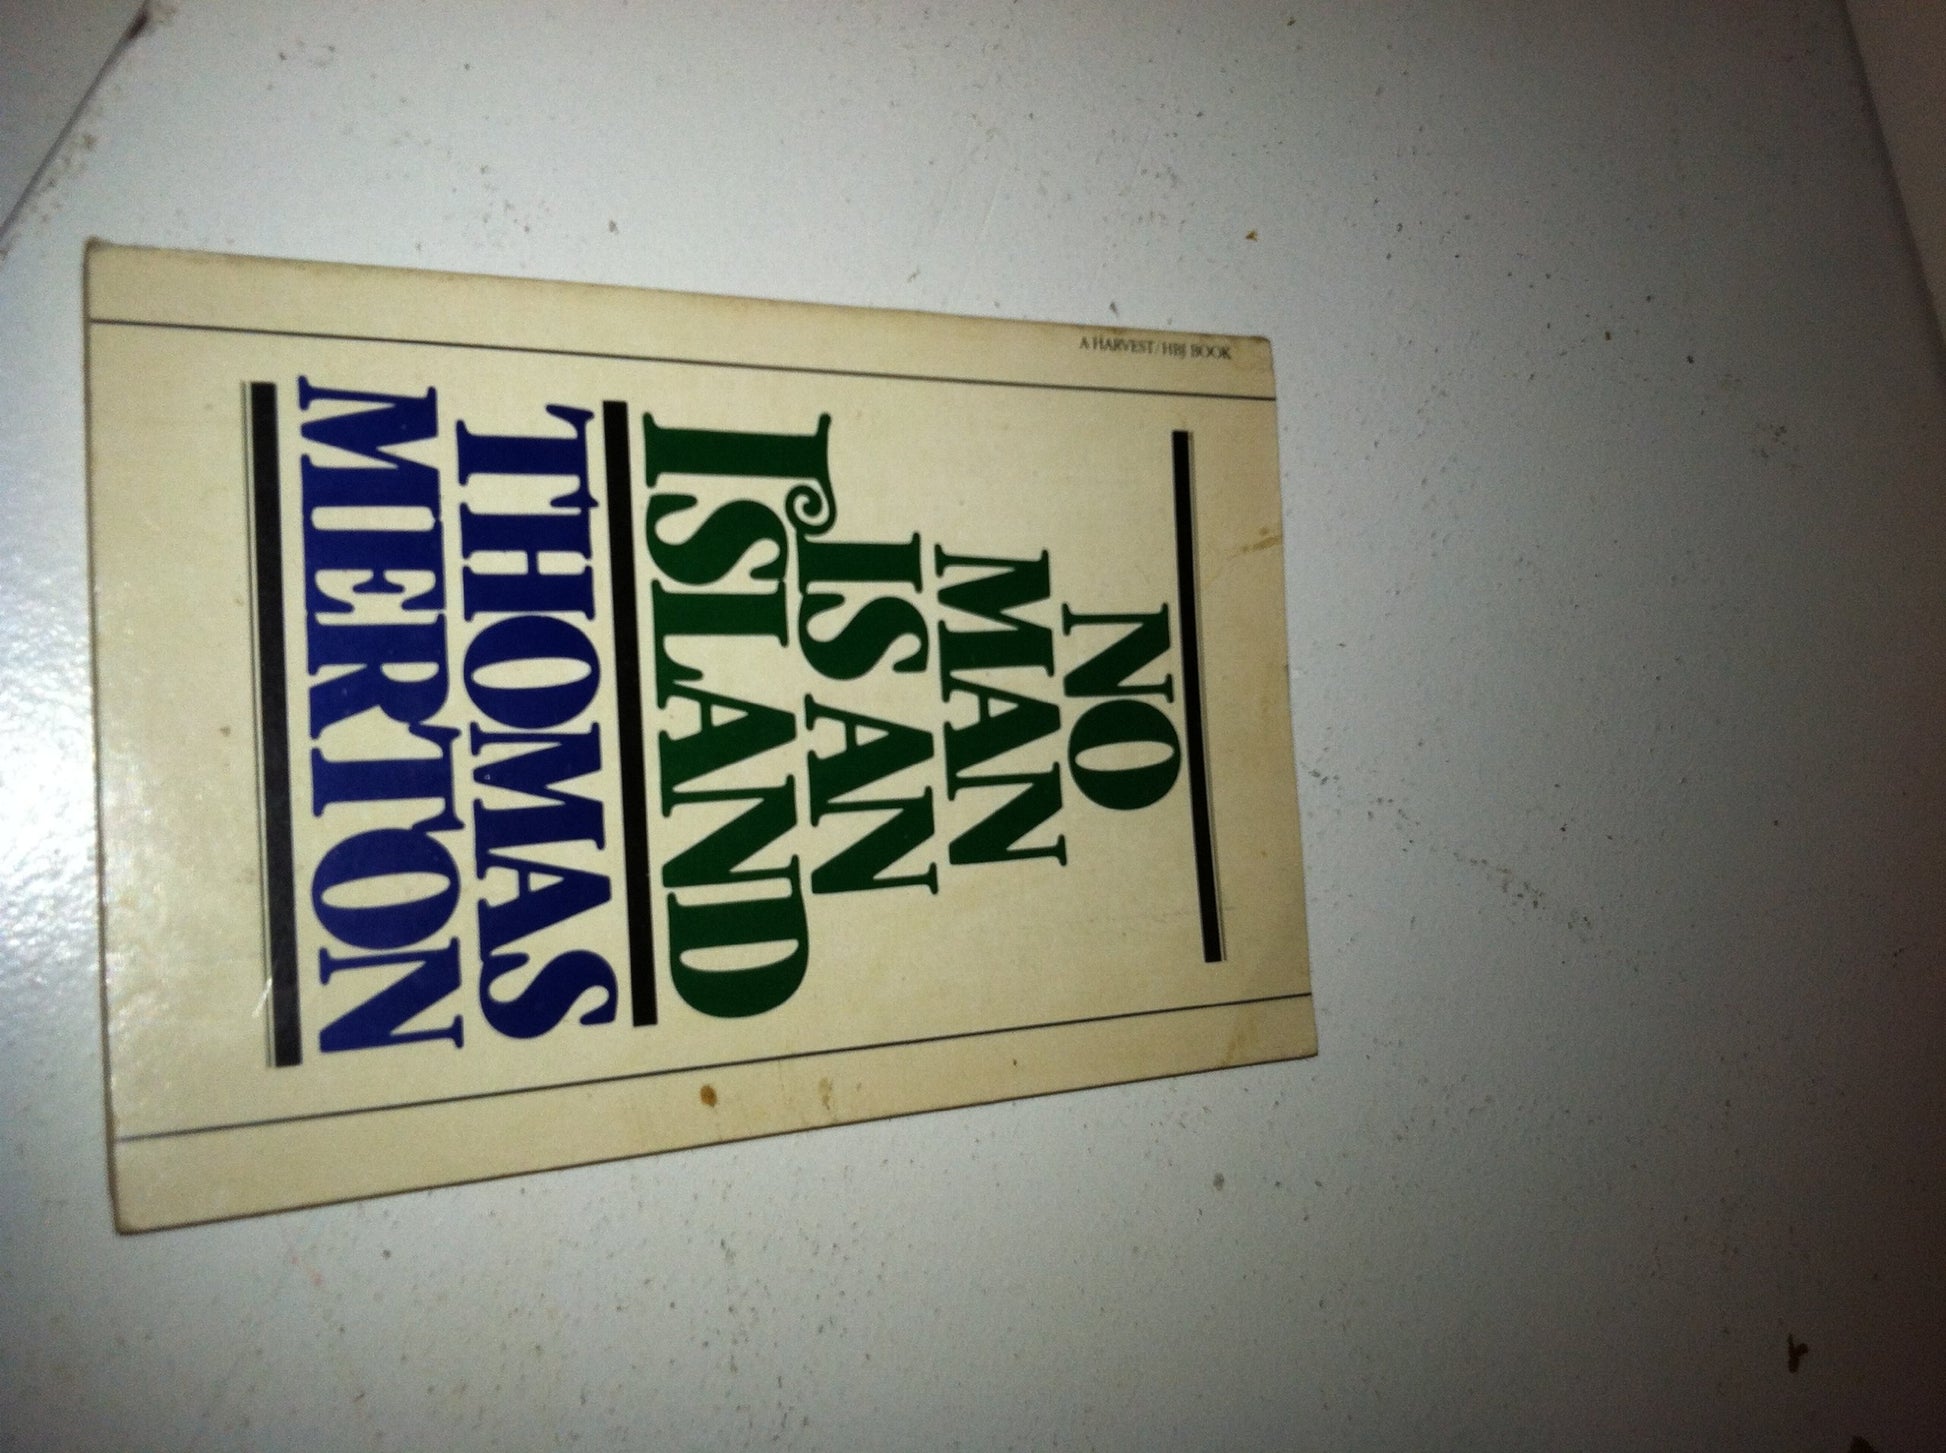 A HARVEST/HBJ BOOK
NO
MAN
IS AN
ISLAND
THOMAS
MERTON